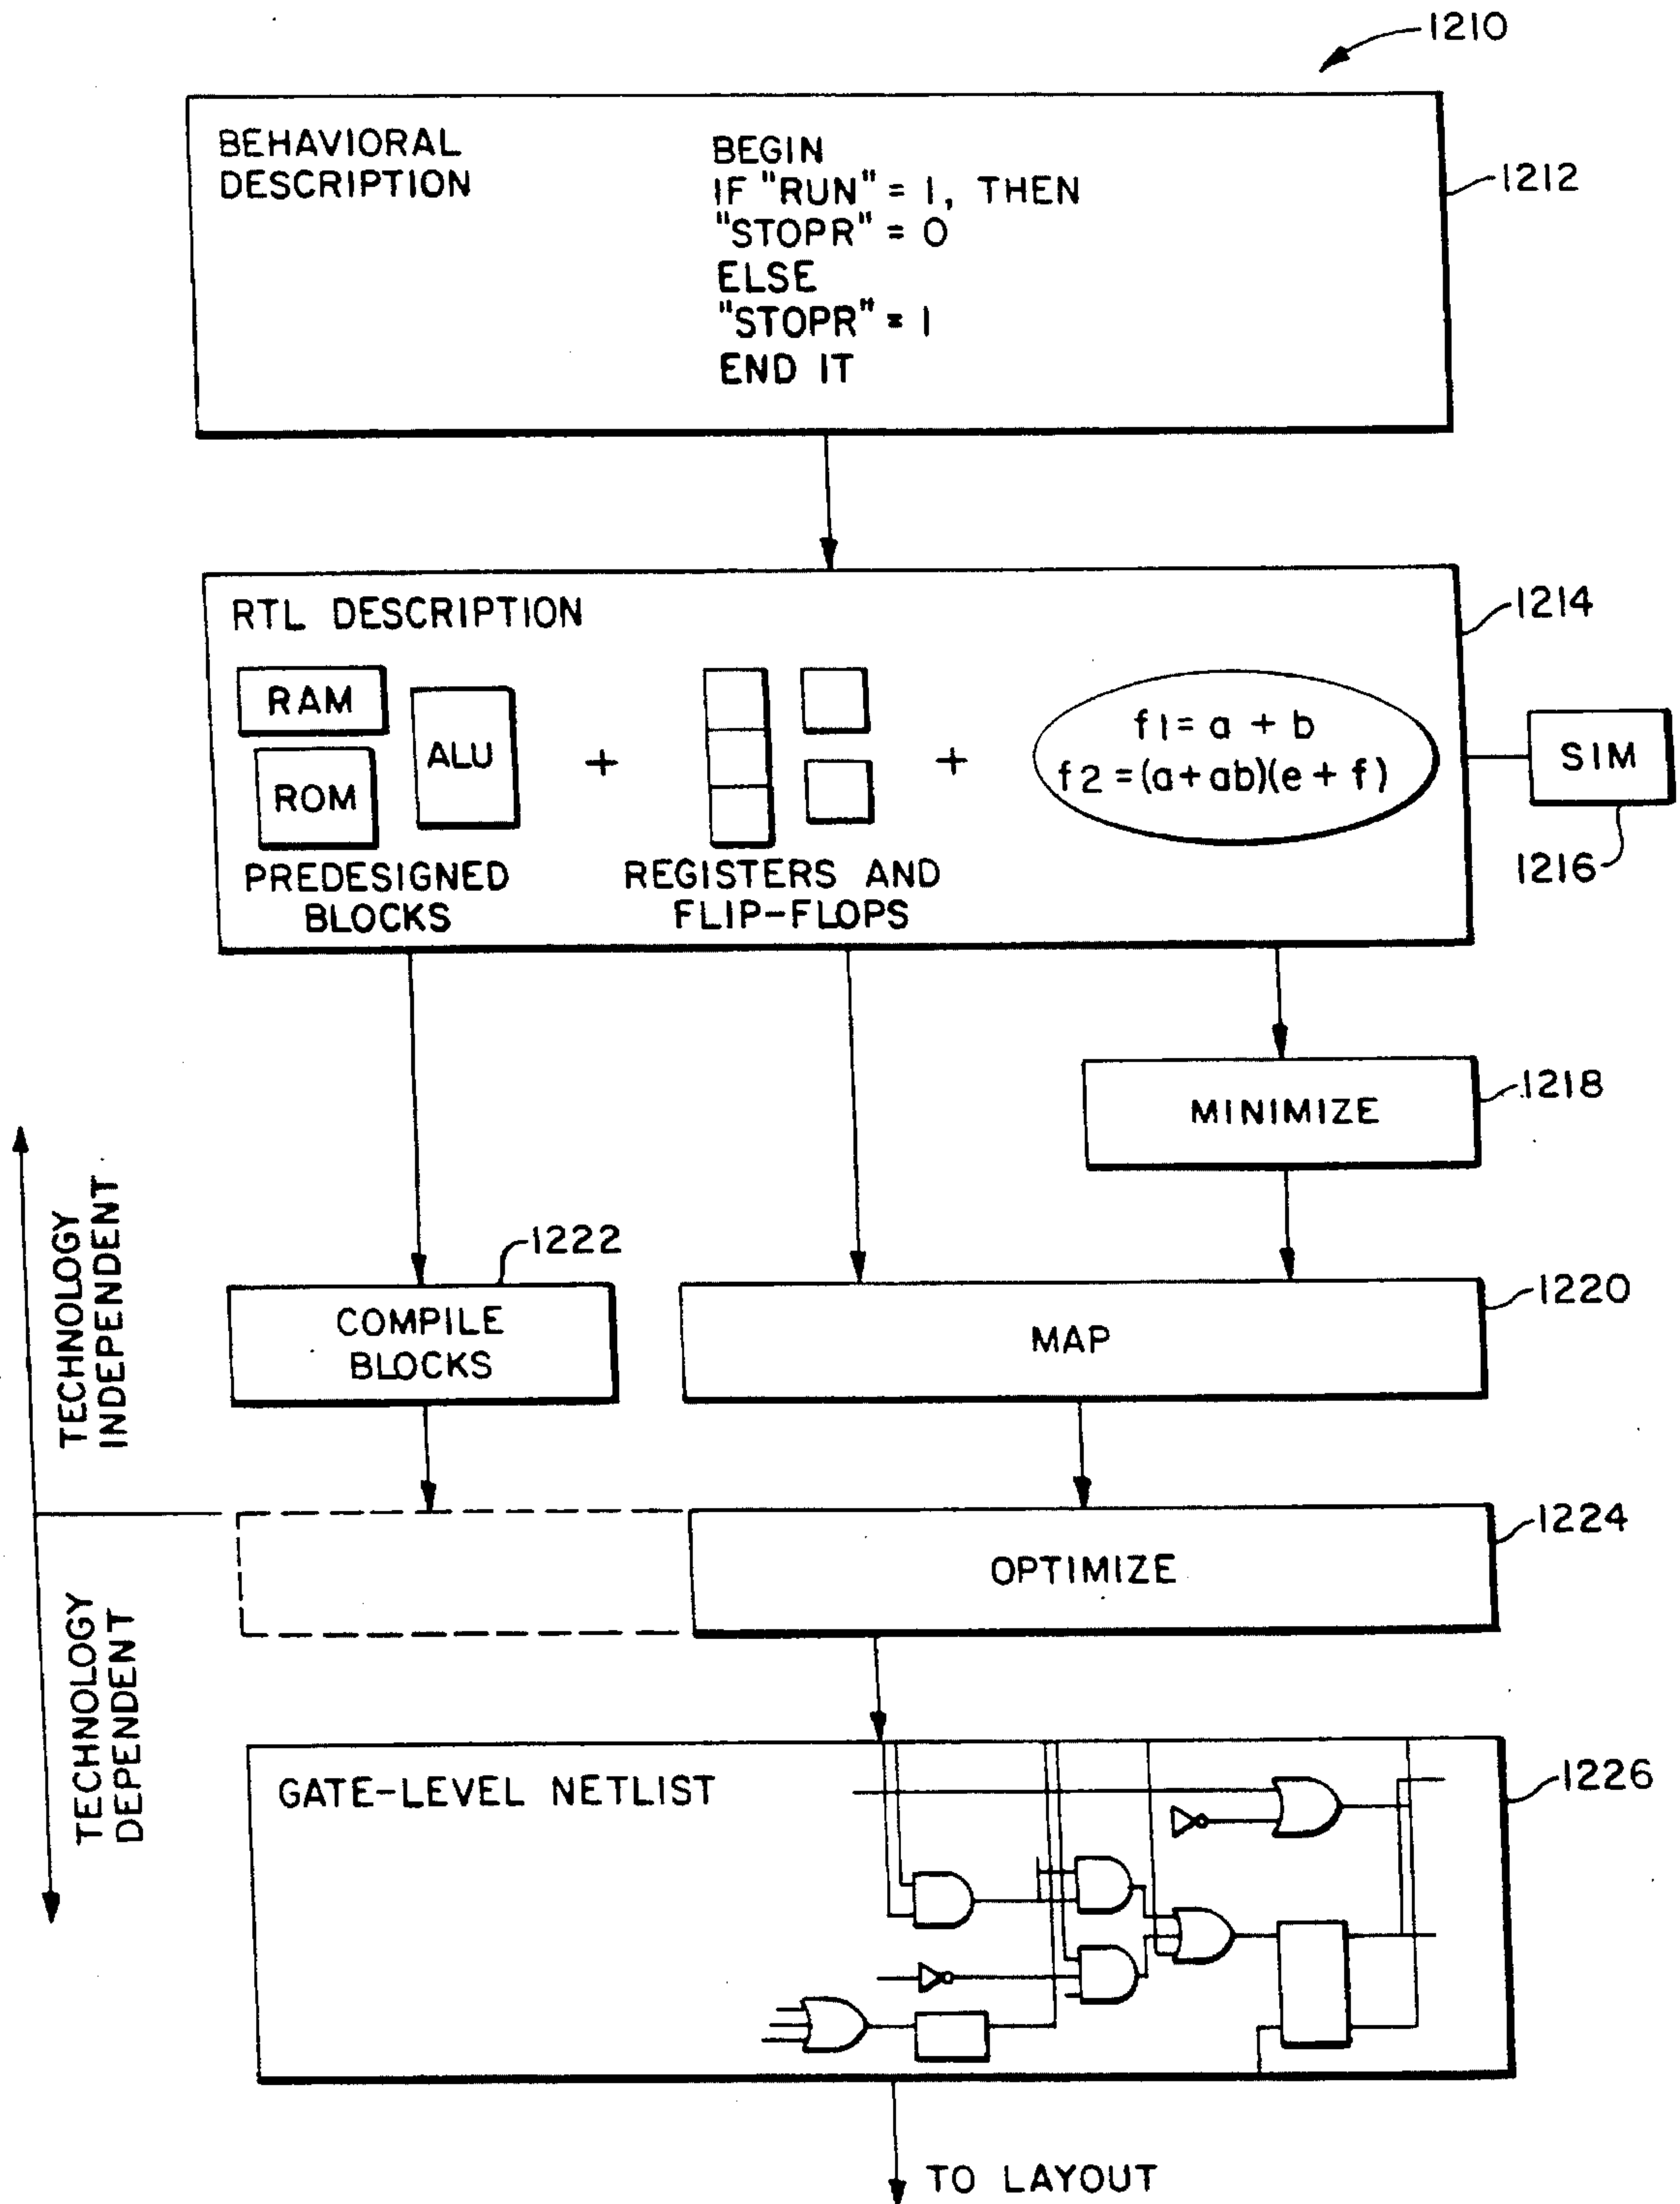 1210
BEHAVIORAL
DESCRIPTION
BEGIN
IF "RUN" = 1, THEN
"STOPR" = 0
ELSE
"STOPR" = 1
END IT
1212
RTL DESCRIPTION
1214
RAM
ROM
ALU
+
+
f1 = a + b
f2 = (a+ab)(e + f)
SIM
1216
PREDESIGNED
BLOCKS
REGISTERS AND
FLIP-FLOPS
MINIMIZE
1218
TECHNOLOGY
INDEPENDENT
COMPILE
BLOCKS
1222
MAP
1220
OPTIMIZE
1224
TECHNOLOGY
DEPENDENT
GATE-LEVEL NETLIST
1226
TO LAYOUT